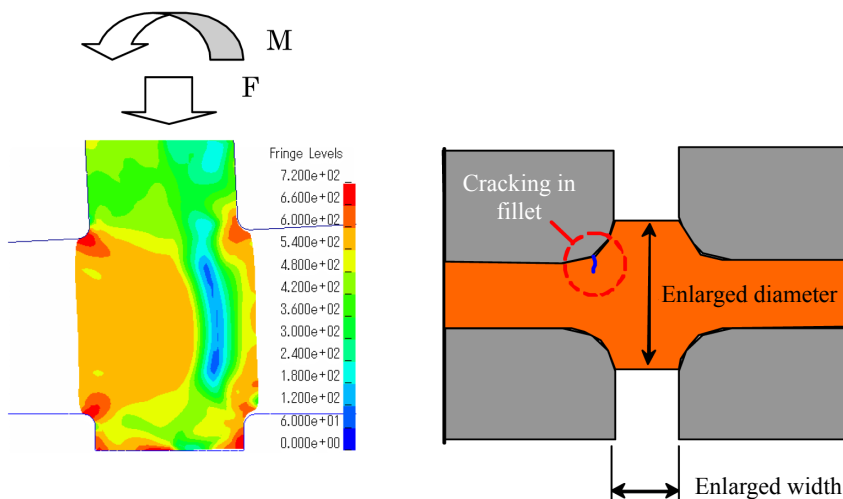 M
F
Fringe Levels
7.200e+02
6.600e+02
6.000e+02
5.400e+02
4.800e+02
4.200e+02
3.600e+02
3.000e+02
2.400e+02
1.800e+02
1.200e+02
6.000e+01
0.000e+00
Cracking in
fillet
Enlarged diameter
Enlarged width